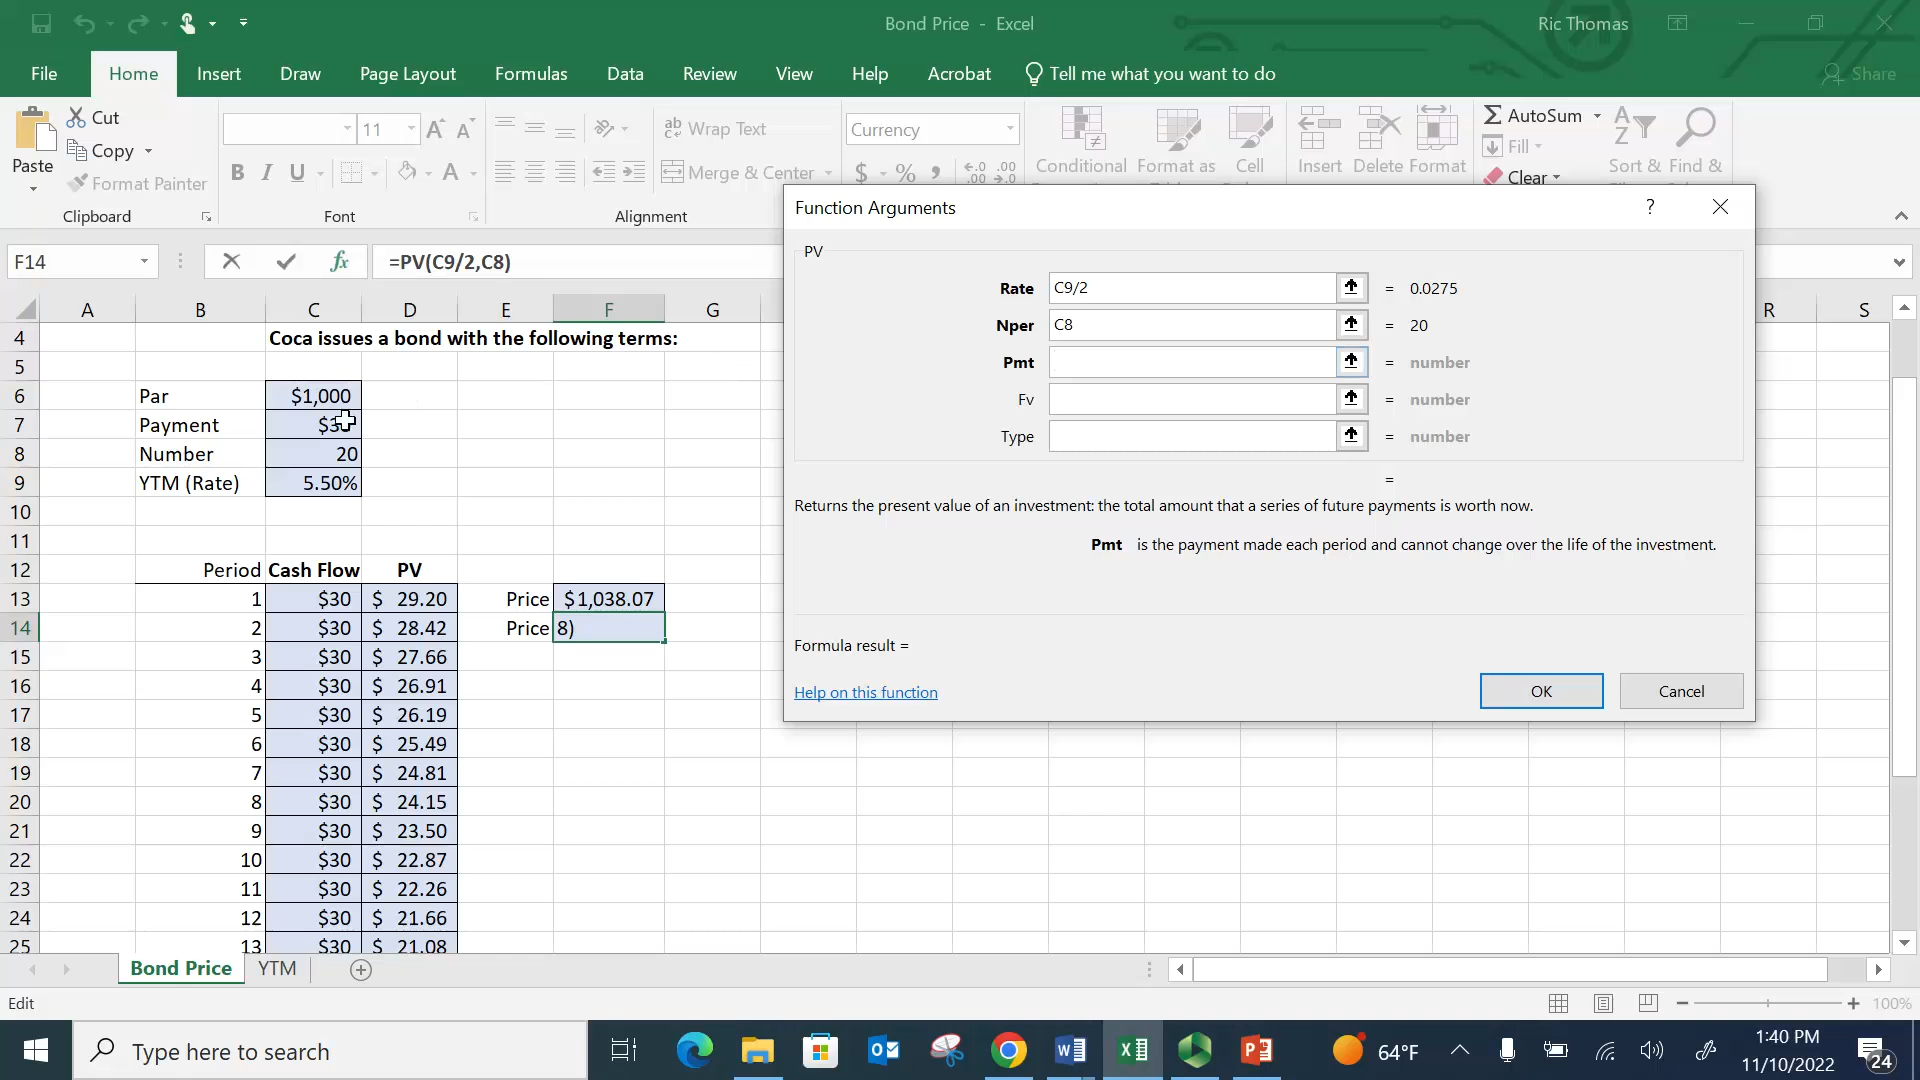 Bond Price - Excel
Ric Thomas
File Home Insert Draw Page Layout Formulas Data Review View Help Acrobat Tell me what you want to do Share
Paste
Cut
Copy
Format Painter
Clipboard
11
B I U
Font
Wrap Text
Merge & Center
Alignment
Currency
$ % ,
Conditional
Format as
Cell
Insert Delete Format
AutoSum
Fill
Clear
Sort & Find &
F14
fx
=PV(C9/2,C8)
A B C D E F G R S
4 Coca issues a bond with the following terms:
5
6 Par $1,000
7 Payment
8 Number 20
9 YTM (Rate) 5.50%
10
11
12 Period Cash Flow PV
13 1 $30 $ 29.20 Price $1,038.07
14 2 $30 $ 28.42 Price 8)
15 3 $30 $ 27.66
16 4 $30 $ 26.91
17 5 $30 $ 26.19
18 6 $30 $ 25.49
19 7 $30 $ 24.81
20 8 $30 $ 24.15
21 9 $30 $ 23.50
22 10 $30 $ 22.87
23 11 $30 $ 22.26
24 12 $30 $ 21.66
25 13 $30 $ 21.08
Function Arguments ?
PV
Rate C9/2 = 0.0275
Nper C8 = 20
Pmt = number
Fv = number
Type = number
=
Returns the present value of an investment: the total amount that a series of future payments is worth now.
Pmt is the payment made each period and cannot change over the life of the investment.
Formula result =
Help on this function
OK Cancel
Bond Price YTM
Edit
100%
Type here to search
64°F
1:40 PM
11/10/2022
24